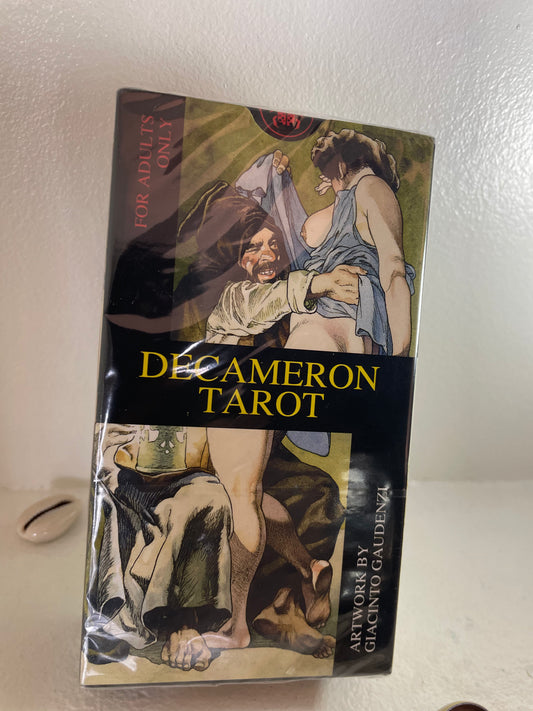 FOR ADULTS
ONLY
DECAMERON
TAROT
ARTWORK BY
GIACINTO GAUDENZI